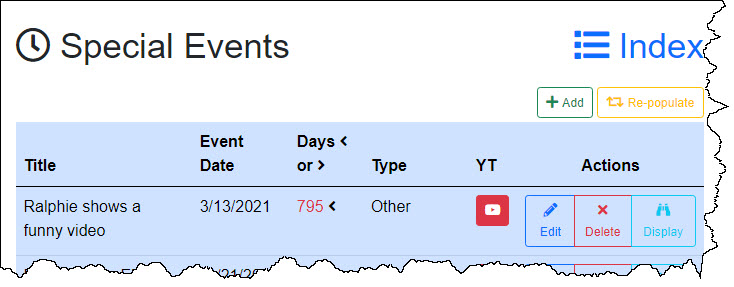 Special Events
Index
Add
Re-populate
Title
Event Date
Days < or >
Type
YT
Actions
Ralphie shows a
funny video
3/13/2021
795 <
Other
Edit
Delete
Display